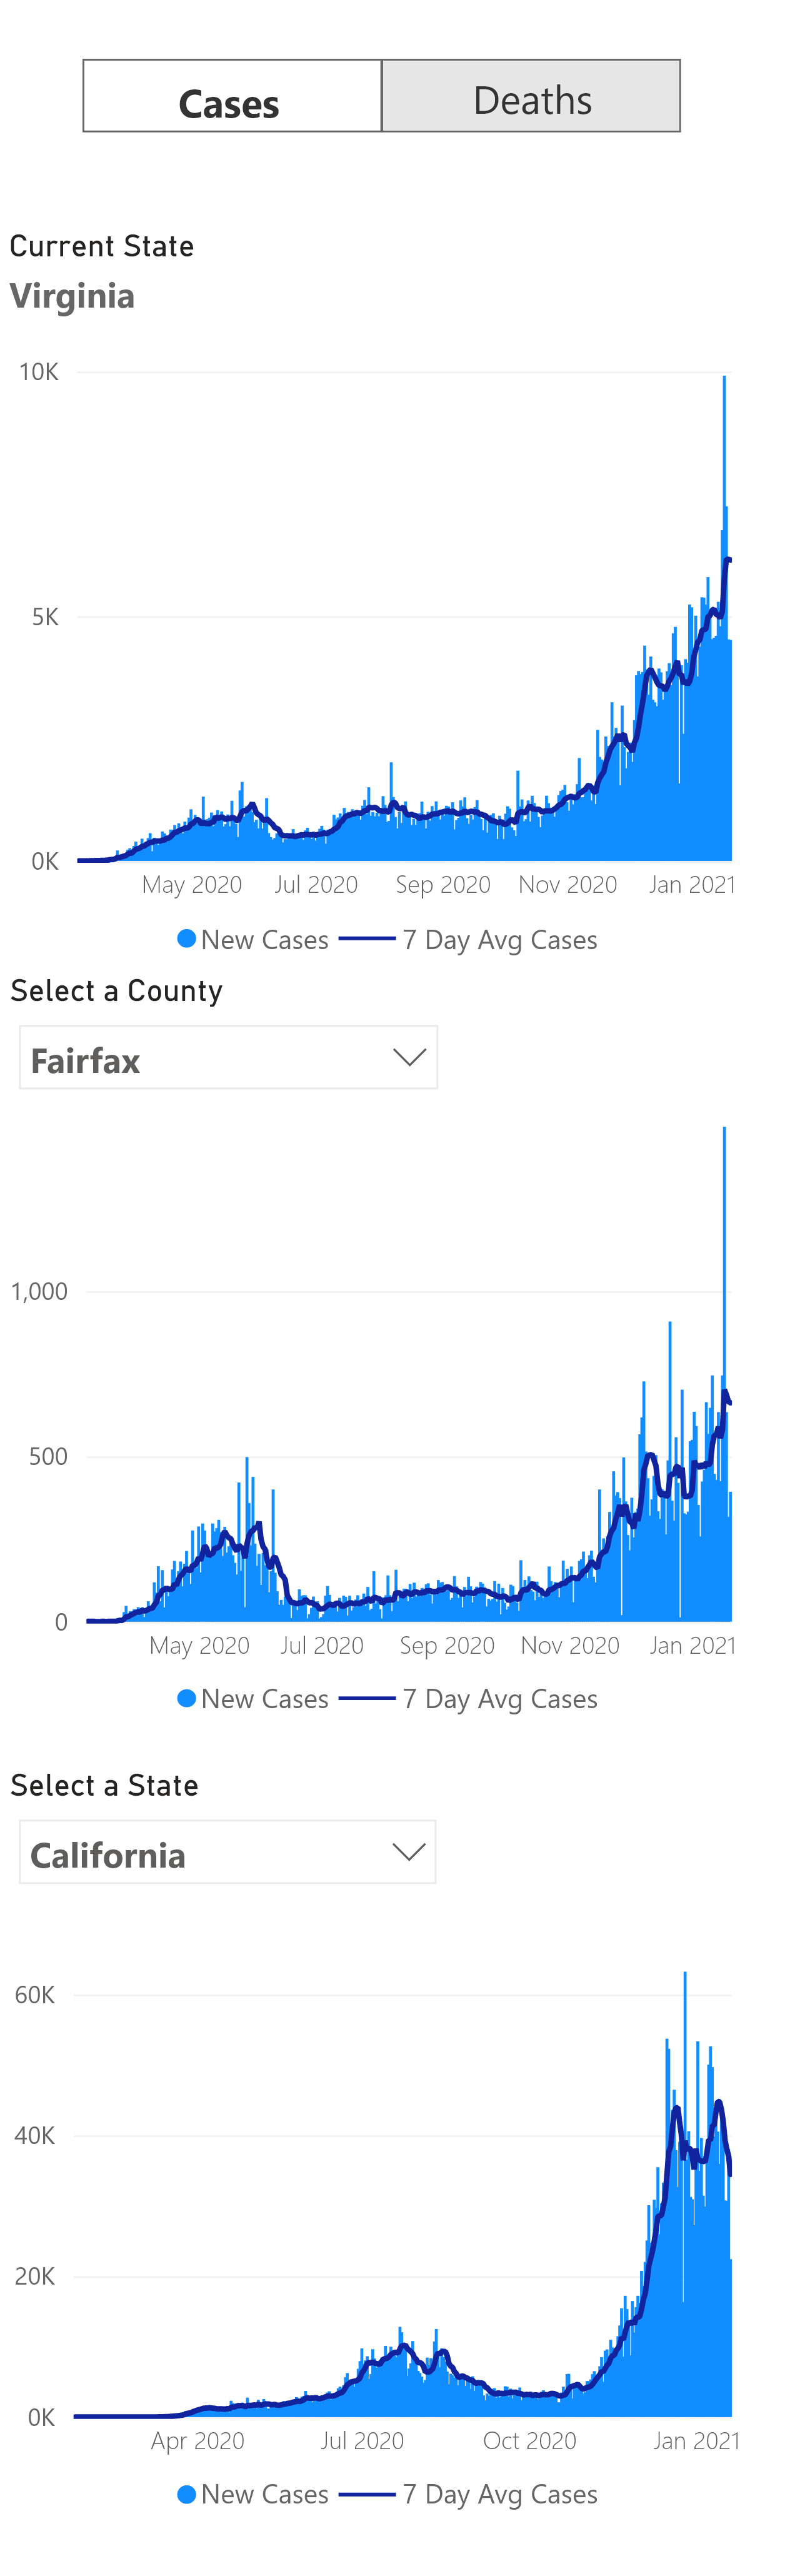 Cases Deaths
Current State
Virginia
10K
5K
0K
May 2020 Jul 2020 Sep 2020 Nov 2020 Jan 2021
New Cases 7 Day Avg Cases
Select a County
Fairfax
1,000
500
0
May 2020 Jul 2020 Sep 2020 Nov 2020 Jan 2021
New Cases 7 Day Avg Cases
Select a State
California
60K
40K
20K
0K
Apr 2020 Jul 2020 Oct 2020 Jan 2021
New Cases 7 Day Avg Cases